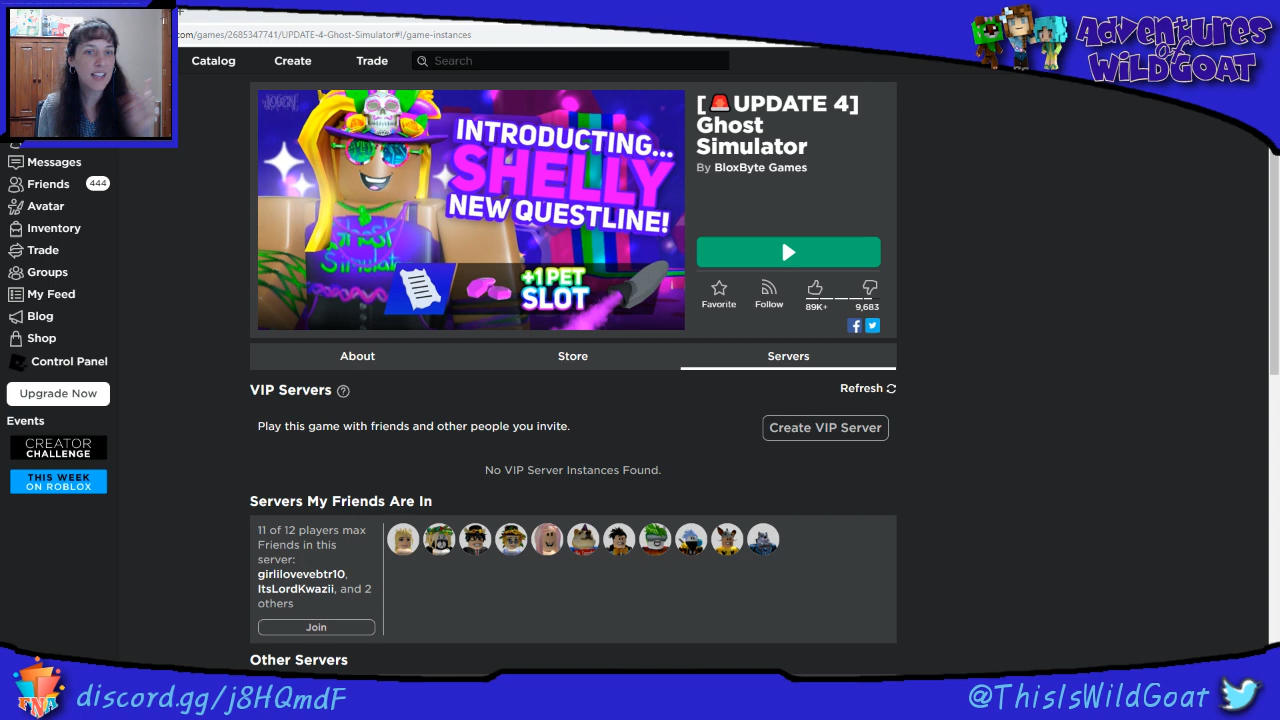 com/games/2685347741/UPDATE-4-Ghost-Simulator#!/game-instances
Adventures
of
WildGoat
Catalog
Create
Trade
Search
Messages
Friends
444
Avatar
Inventory
Trade
Groups
My Feed
Blog
Shop
Control Panel
Upgrade Now
Events
CREATOR
CHALLENGE
THIS WEEK
ON ROBLOX
INTRODUCING...
SHELLY
NEW QUESTLINE!
+1 PET
SLOT
[🚨UPDATE 4]
Ghost
Simulator
By BloxByte Games
Favorite
Follow
89K+
9,683
About
Store
Servers
VIP Servers
Refresh
Play this game with friends and other people you invite.
Create VIP Server
No VIP Server Instances Found.
Servers My Friends Are In
11 of 12 players max
Friends in this
server:
girlilovevebtr10,
ItsLordKwazii, and 2
others
Join
Other Servers
FNA
discord.gg/j8HQmdF
@ThisIsWildGoat